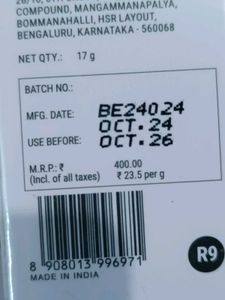 COMPOUND, MANGAMMANAPALYA,
BOMMANAHALLI, HSR LAYOUT,
BENGALURU, KARNATAKA - 560068
NET QTY.: 17 g
BATCH NO.: BE24024
MFG. DATE: OCT.24
USE BEFORE: OCT.26
M.R.P.: ₹ 400.00
(Incl. of all taxes) ₹ 23.5 per g
8 908013 996971
MADE IN INDIA
R9